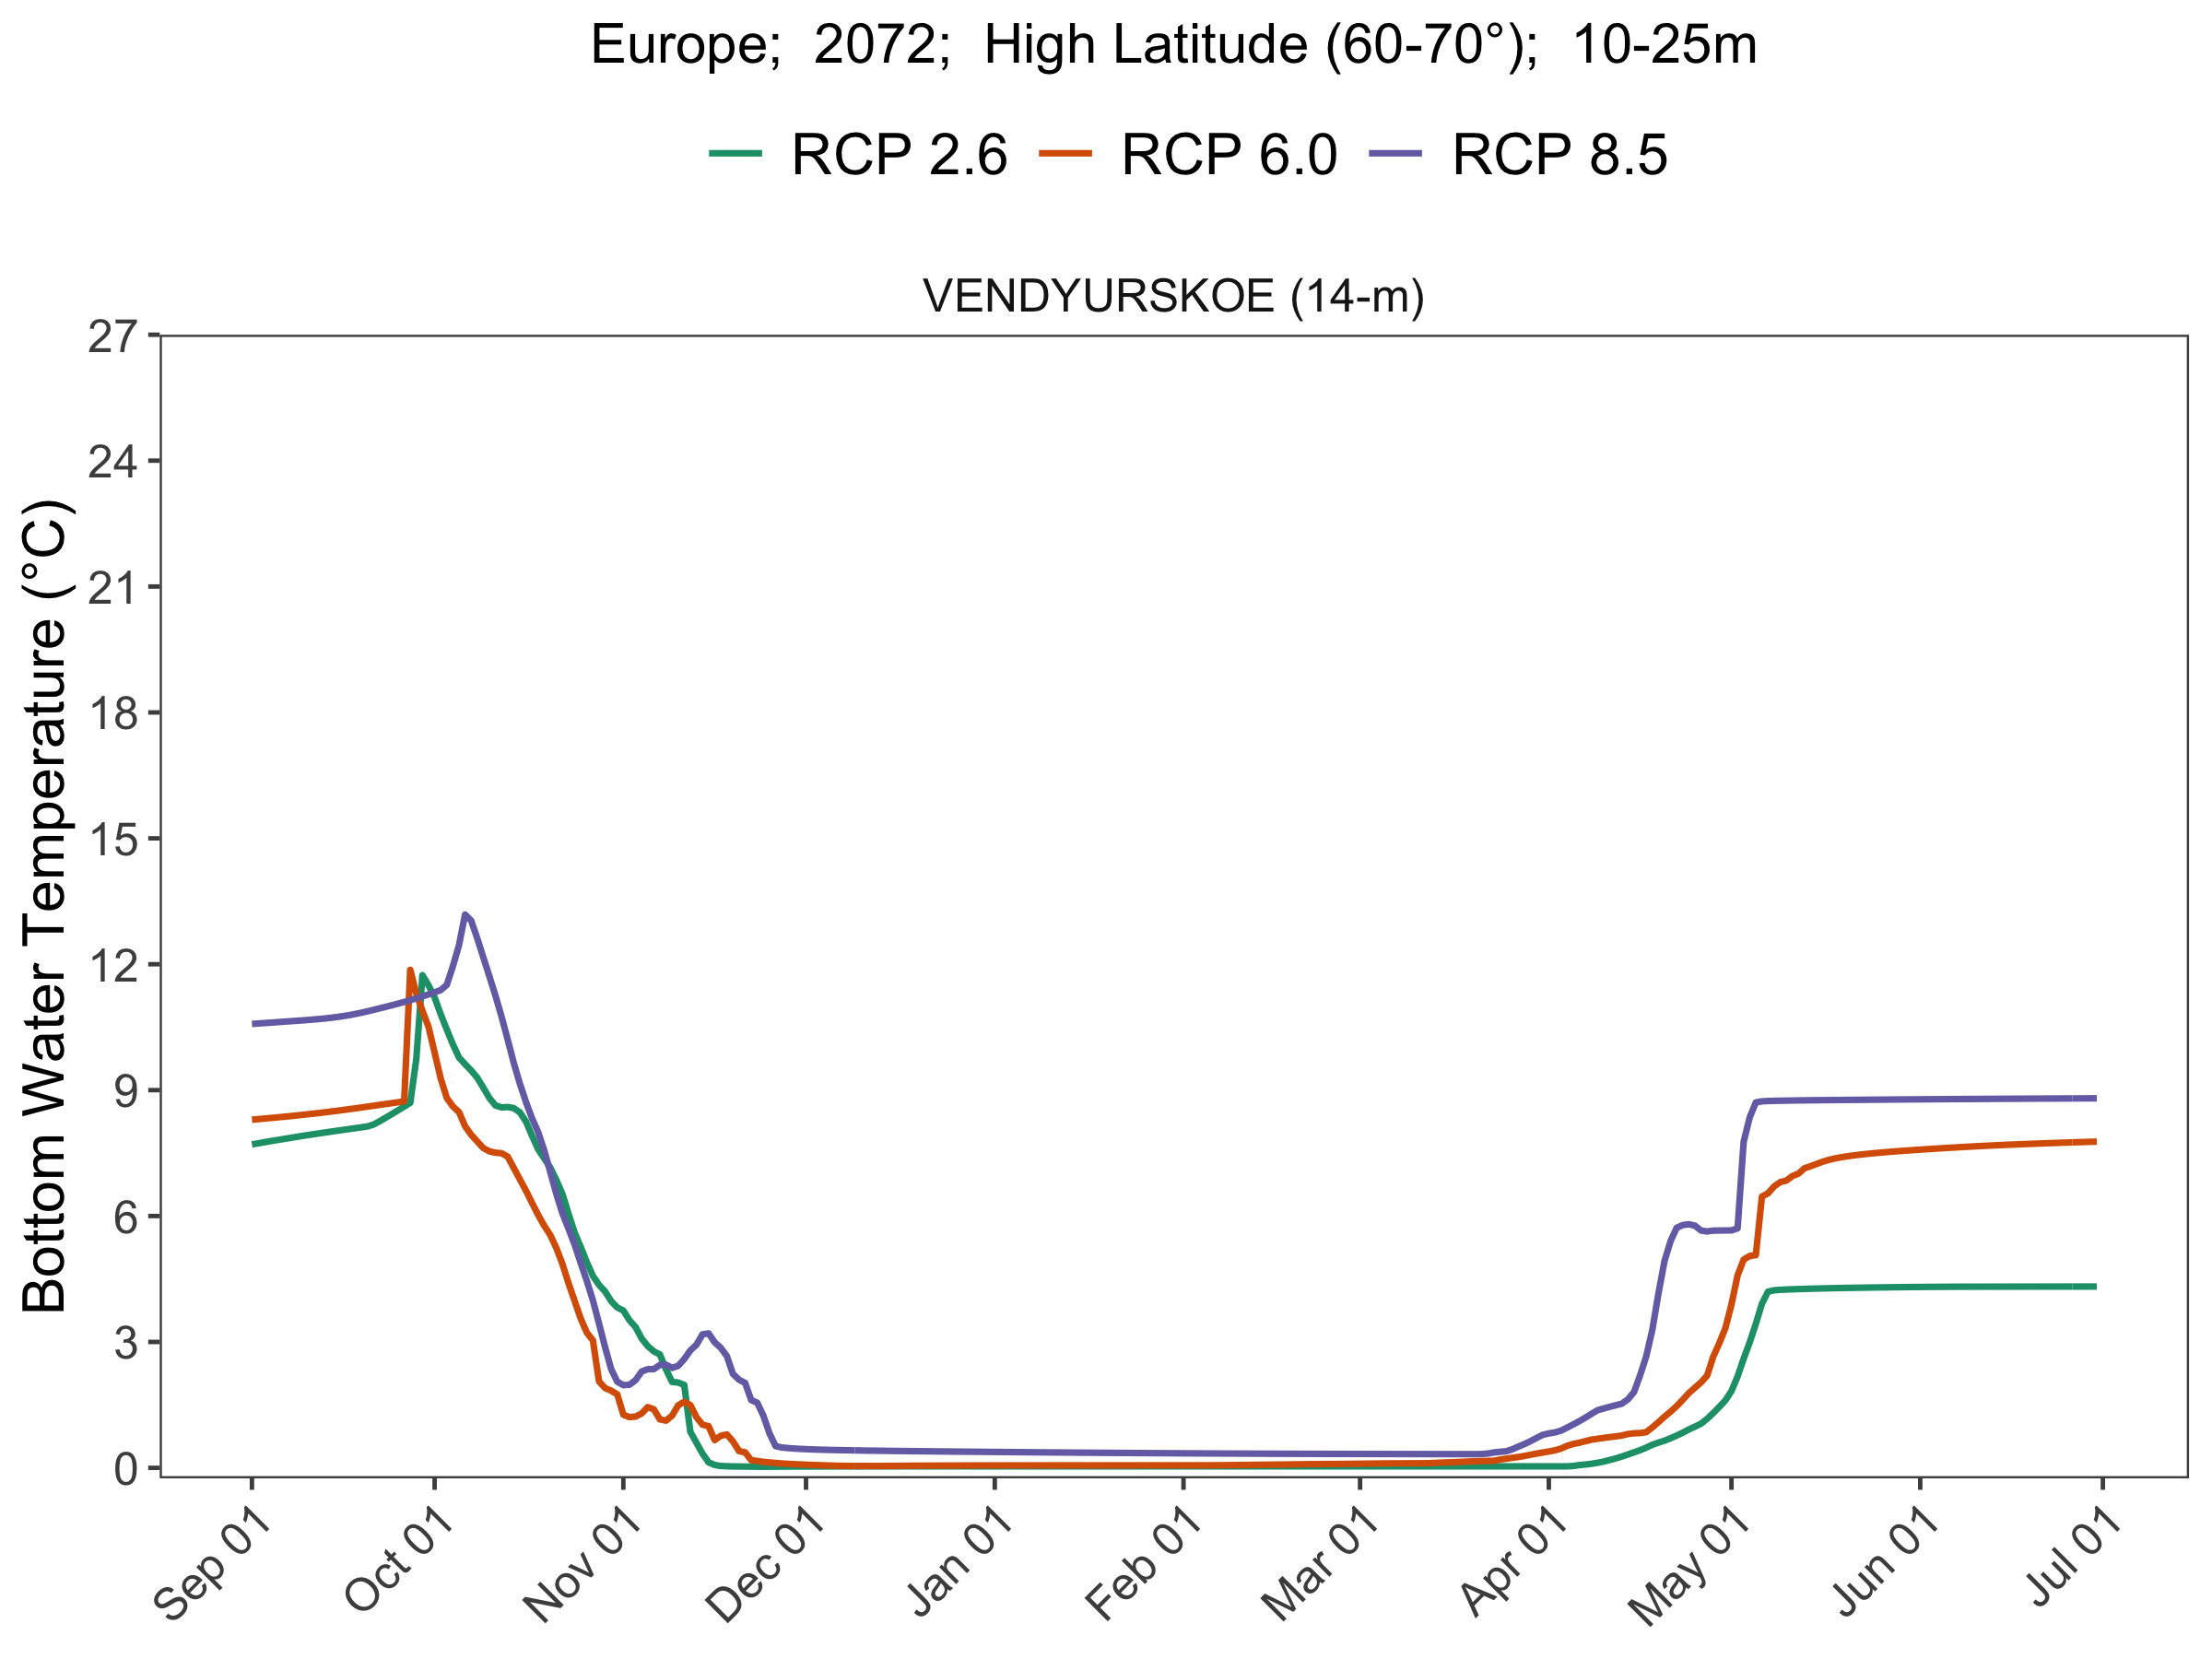 Europe; 2072; High Latitude (60-70°); 10-25m
RCP 2.6 RCP 6.0 RCP 8.5
VENDYURSKOE (14-m)
Bottom Water Temperature (°C)
27
24
21
18
15
12
9
6
3
0
Sep 01 Oct 01 Nov 01 Dec 01 Jan 01 Feb 01 Mar 01 Apr 01 May 01 Jun 01 Jul 01